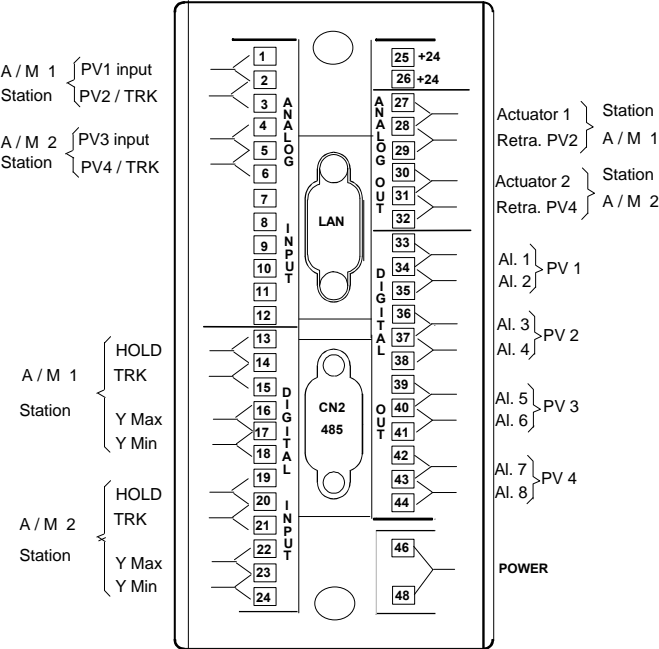 A / M 1
Station
PV1 input
PV2 / TRK
A / M 2
Station
PV3 input
PV4 / TRK
A / M 1
Station
HOLD
TRK
Y Max
Y Min
A / M 2
Station
HOLD
TRK
Y Max
Y Min
1
2
3
4
5
6
7
8
9
10
11
12
ANALOG INPUT
13
14
15
16
17
18
19
20
21
22
23
24
DIGITAL INPUT
LAN
CN2
485
25 +24
26 +24
27
28
29
30
31
32
ANALOG OUT
33
34
35
36
37
38
39
40
41
42
43
44
DIGITAL OUT
46
48
Actuator 1
Retra. PV2
Station
A / M 1
Actuator 2
Retra. PV4
Station
A / M 2
Al. 1
Al. 2
PV 1
Al. 3
Al. 4
PV 2
Al. 5
Al. 6
PV 3
Al. 7
Al. 8
PV 4
POWER